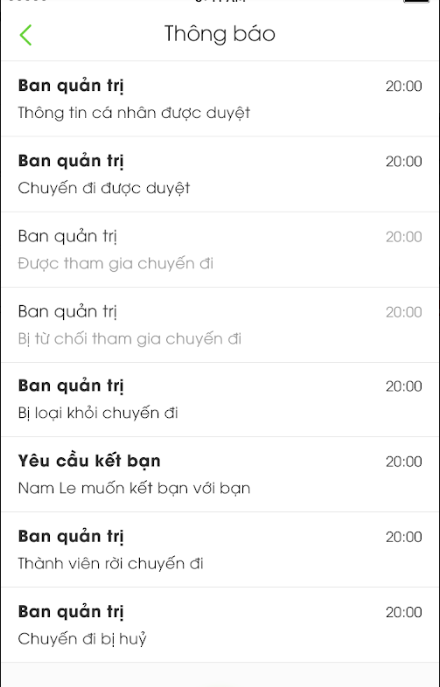 Thông báo
Ban quản trị 20:00
Thông tin cá nhân được duyệt
Ban quản trị 20:00
Chuyến đi được duyệt
Ban quản trị 20:00
Được tham gia chuyến đi
Ban quản trị 20:00
Bị từ chối tham gia chuyến đi
Ban quản trị 20:00
Bị loại khỏi chuyến đi
Yêu cầu kết bạn 20:00
Nam Le muốn kết bạn với bạn
Ban quản trị 20:00
Thành viên rời chuyến đi
Ban quản trị 20:00
Chuyến đi bị huỷ